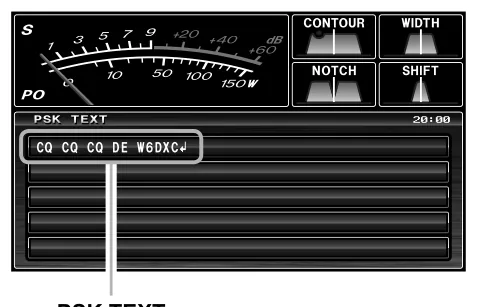 S
1 3 5 7 9 +20 +40 +60 dB
0 10 50 100 150 W
PO
CONTOUR
WIDTH
NOTCH
SHIFT
PSK TEXT
20:00
CQ CQ CQ DE W6DXC↲
PSK TEXT